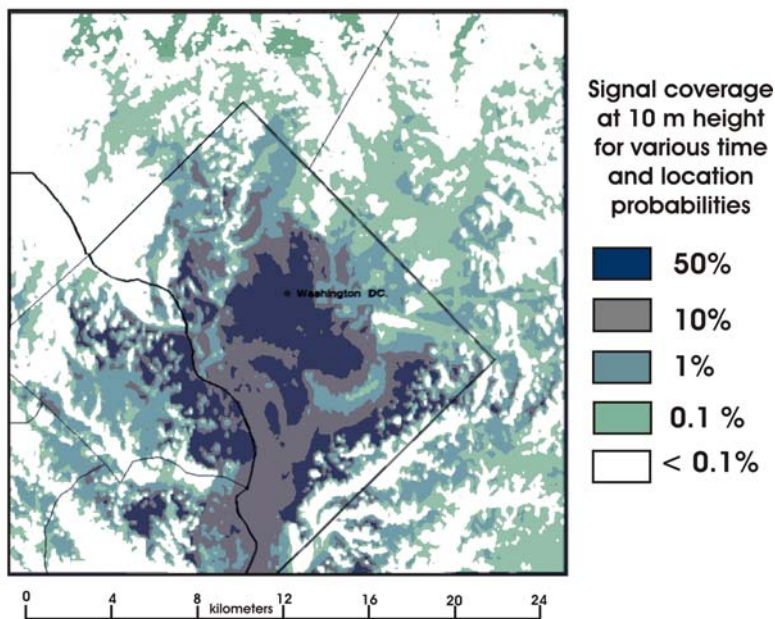 Signal coverage
at 10 m height
for various time
and location
probabilities
50%
10%
1%
0.1 %
< 0.1%
Washington DC.
0 4 8 12 16 20 24
kilometers